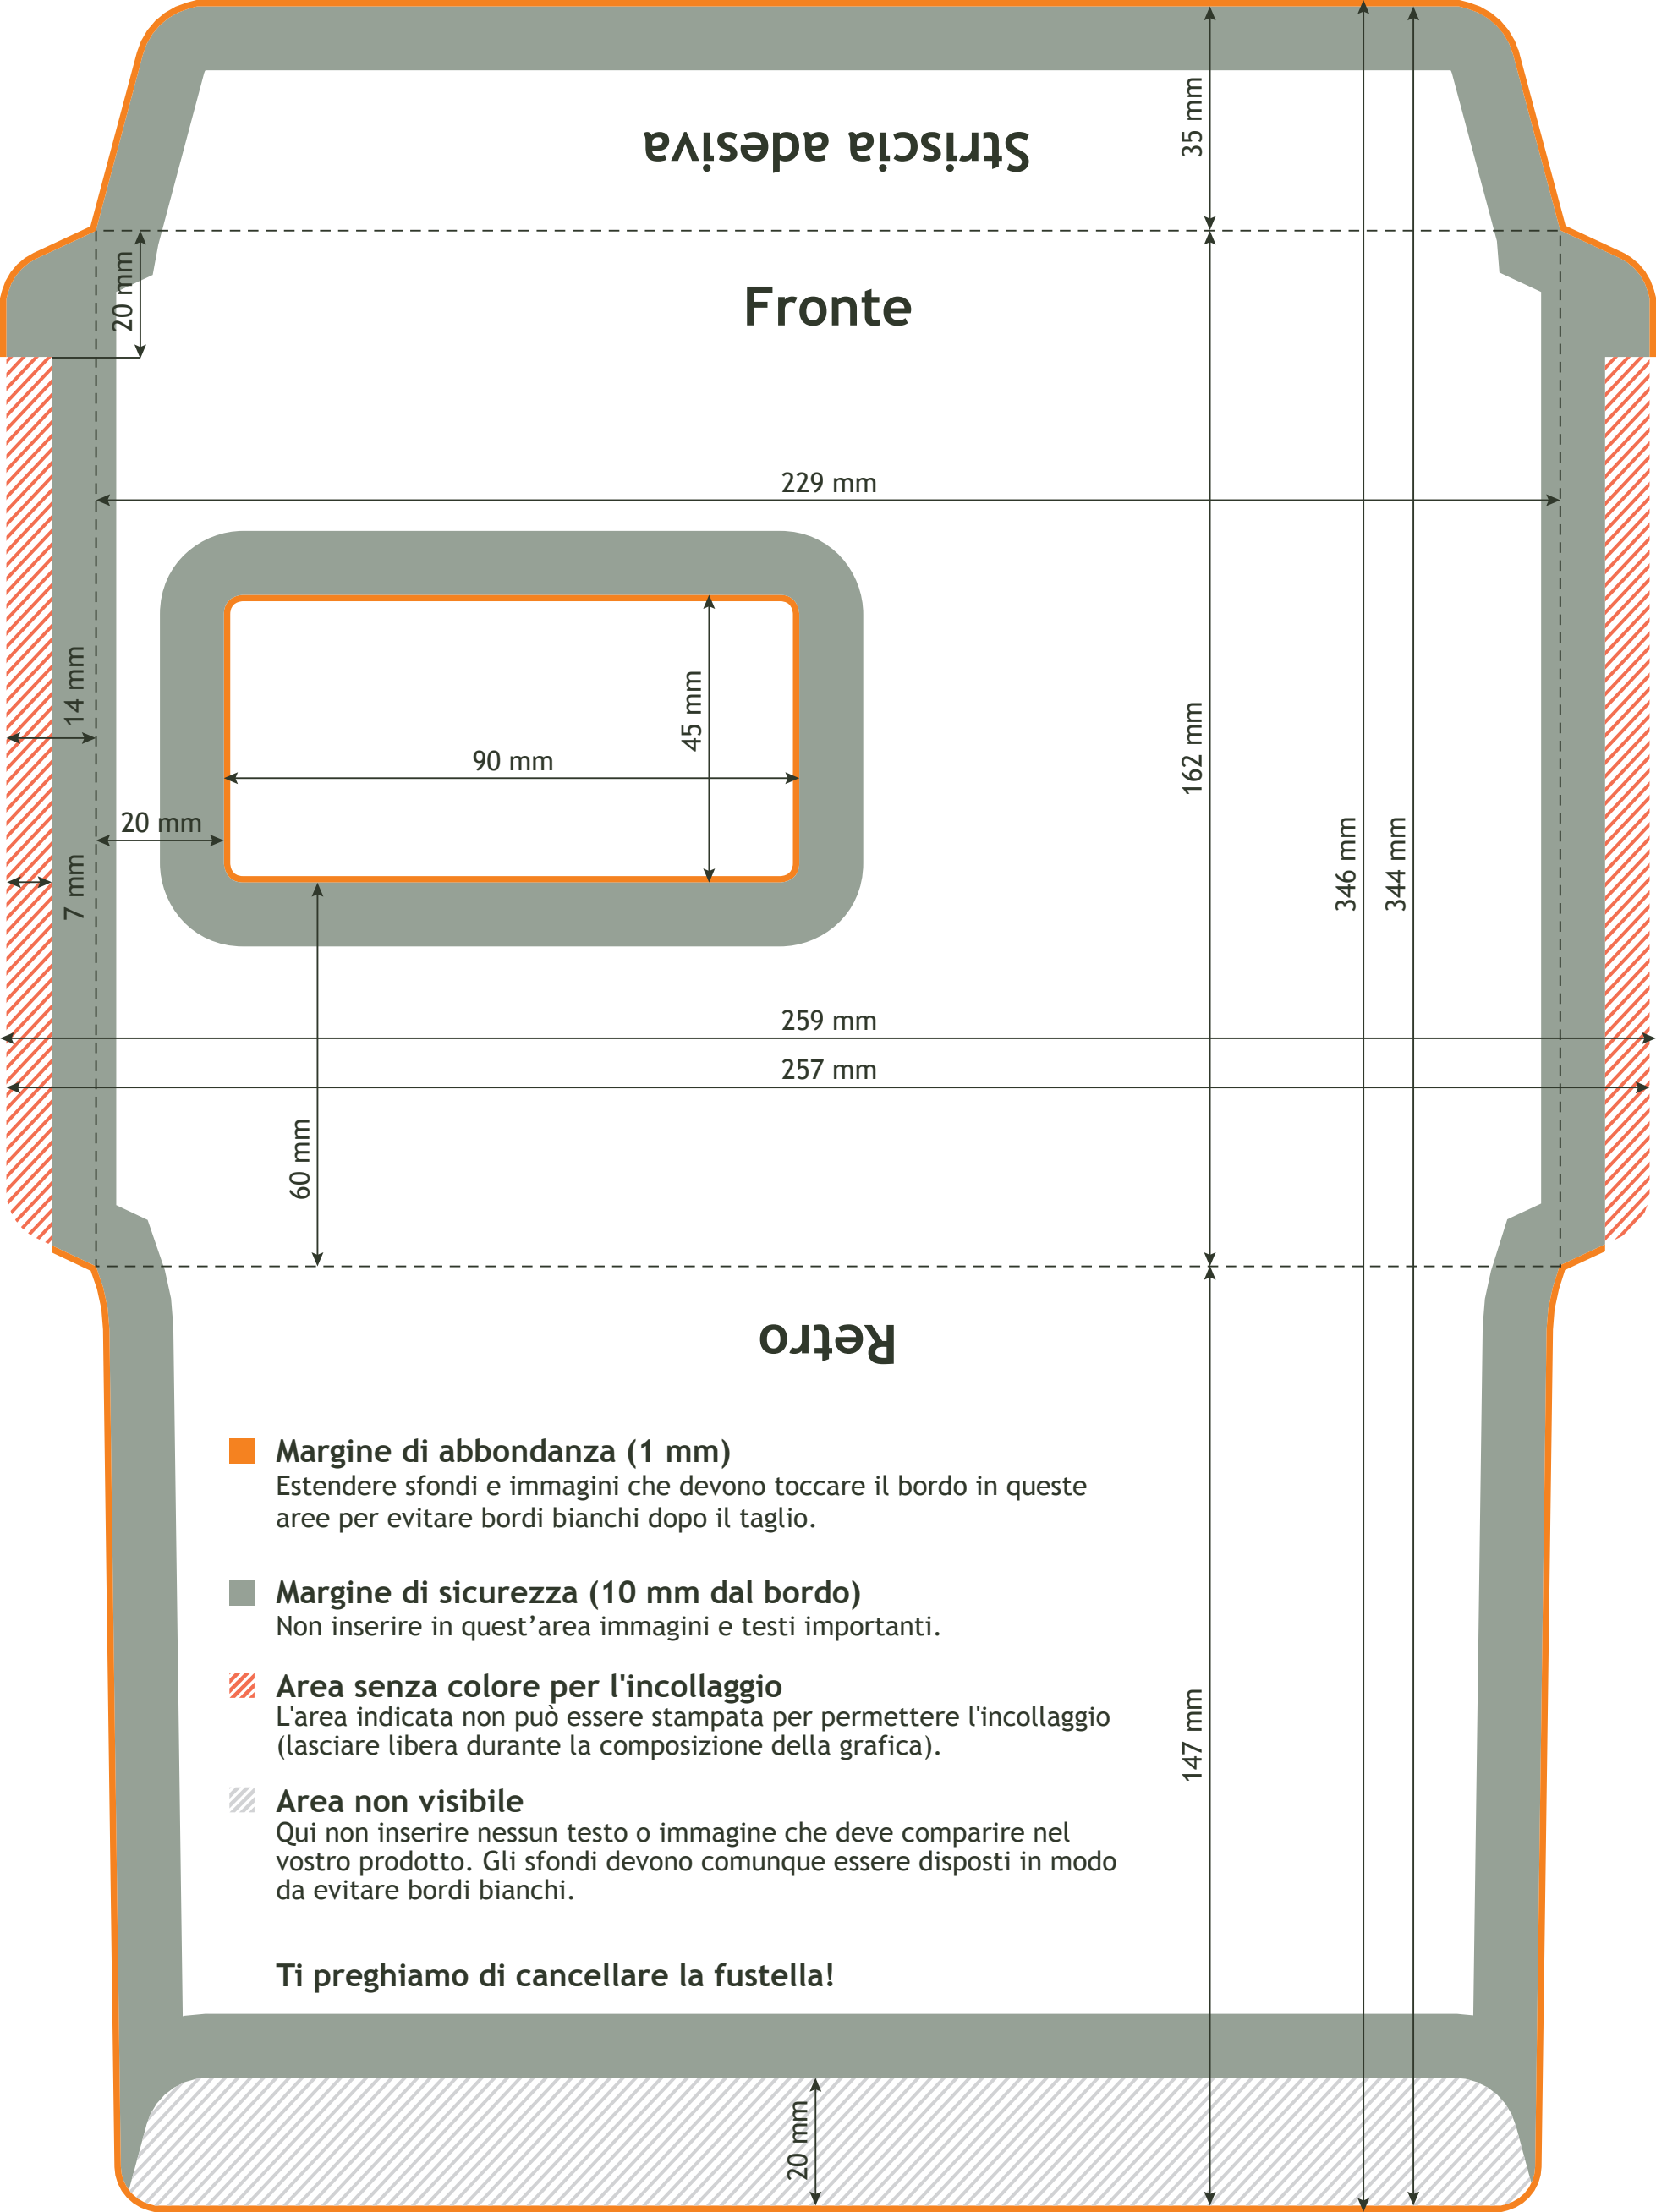 Striscia adesiva
35 mm
20 mm
Fronte
229 mm
14 mm
45 mm
90 mm
162 mm
20 mm
346 mm
344 mm
7 mm
259 mm
257 mm
60 mm
Retro
Margine di abbondanza (1 mm)
Estendere sfondi e immagini che devono toccare il bordo in queste
aree per evitare bordi bianchi dopo il taglio.
Margine di sicurezza (10 mm dal bordo)
Non inserire in quest’area immagini e testi importanti.
Area senza colore per l'incollaggio
L'area indicata non può essere stampata per permettere l'incollaggio
(lasciare libera durante la composizione della grafica).
147 mm
Area non visibile
Qui non inserire nessun testo o immagine che deve comparire nel
vostro prodotto. Gli sfondi devono comunque essere disposti in modo
da evitare bordi bianchi.
Ti preghiamo di cancellare la fustella!
20 mm